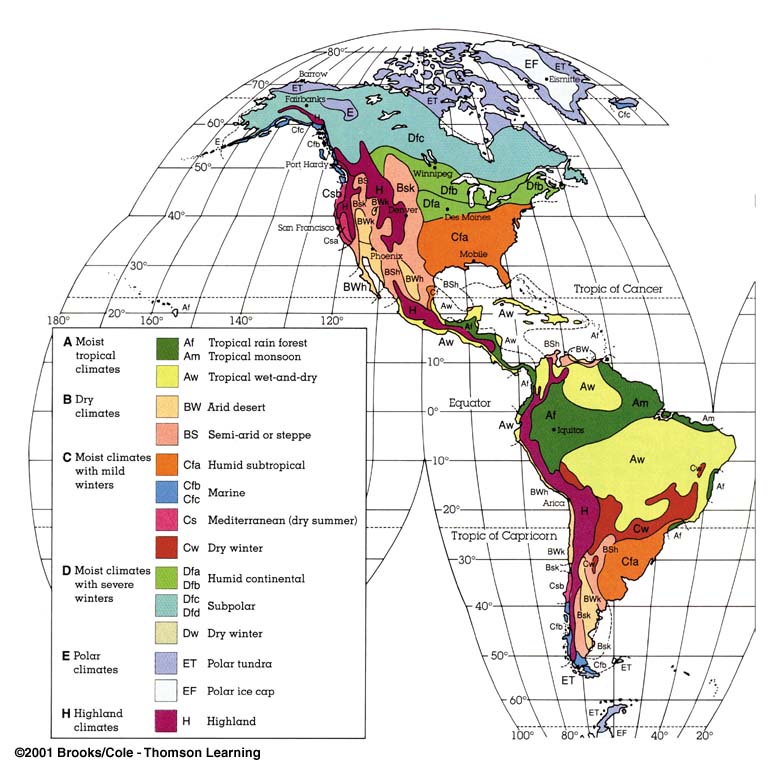 80°
EF
ET
Eismitte
Barrow
70°
ET
Fairbanks
ET
E
H
Cfc
60°
Cfc
E
Cfb
Dfc
Port Hardy
50°
Winnipeg
BS
H
Bsk
Dfb
Dfb
Csb
Bsk
BWk
Dfa
H
Denver
Des Moines
40°
BWk
Cfa
San Francisco
Csa
Mobile
Phoenix
30°
BSh
BWh
BSh
BWh
Tropic of Cancer
Af
H
Aw
Aw
20°
180°
160°
140°
120°
Af
Af
Aw
Aw
BSh
BW
A Moist tropical climates
Af Tropical rain forest
Am Tropical monsoon
Aw Tropical wet-and-dry
B Dry climates
BW Arid desert
BS Semi-arid or steppe
C Moist climates with mild winters
Cfa Humid subtropical
Cfb
Cfc Marine
Cs Mediterranean (dry summer)
Cw Dry winter
D Moist climates with severe winters
Dfa
Dfb Humid continental
Dfc
Dfd Subpolar
Dw Dry winter
E Polar climates
ET Polar tundra
EF Polar ice cap
H Highland climates
H Highland
10°
Af
Aw
Am
Equator
0°
Af
Am
Aw
Iquitos
10°
Aw
Cw
Af
BWh
Arica
20°
H
Cw
Tropic of Capricorn
Af
BWk
BSh
30°
Bsk
Cw
Cfa
Csb
BWk
40°
Bsk
Cfb
Bsk
50°
Cfb
ET
ET
60°
ET
EF
100°
80°
40°
20°
©2001 Brooks/Cole - Thomson Learning